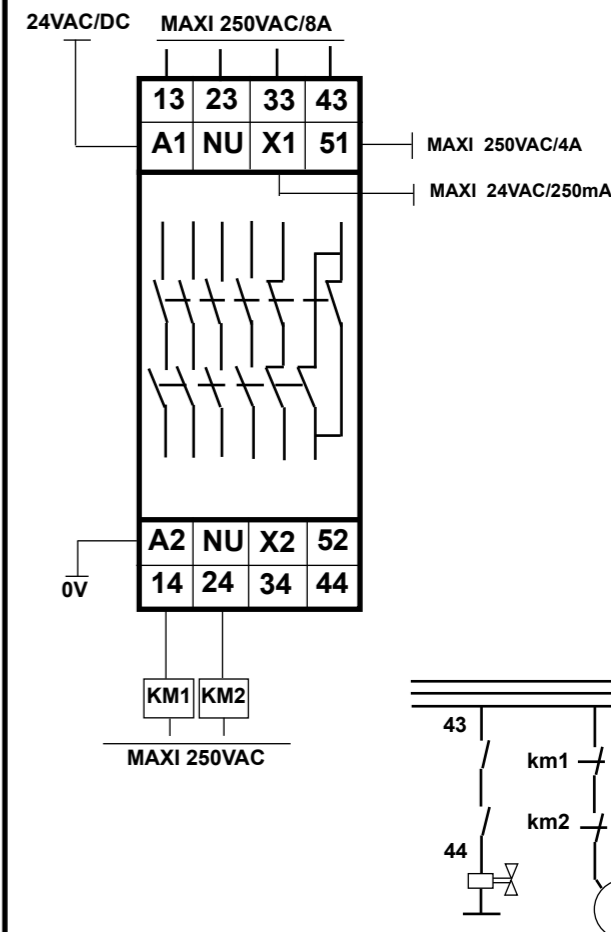 24VAC/DC
MAXI 250VAC/8A
13 23 33 43
A1 NU X1 51
MAXI 250VAC/4A
MAXI 24VAC/250mA
A2 NU X2 52
14 24 34 44
0V
KM1 KM2
MAXI 250VAC
43
km1
km2
44